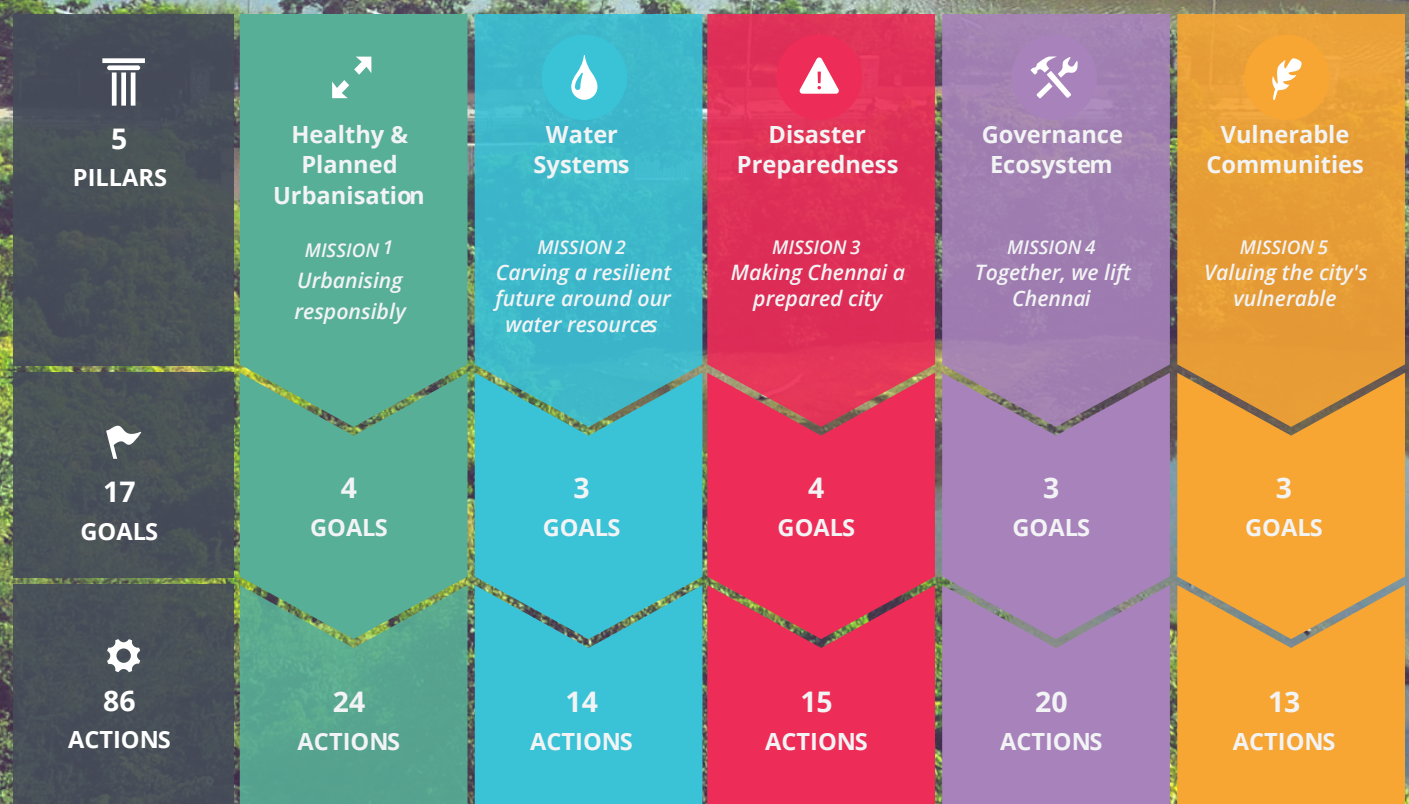 5
PILLARS
Healthy &
Planned
Urbanisation
MISSION 1
Urbanising
responsibly
Water
Systems
MISSION 2
Carving a resilient
future around our
water resources
Disaster
Preparedness
MISSION 3
Making Chennai a
prepared city
Governance
Ecosystem
MISSION 4
Together, we lift
Chennai
Vulnerable
Communities
MISSION 5
Valuing the city's
vulnerable
17
GOALS
4
GOALS
3
GOALS
4
GOALS
3
GOALS
3
GOALS
86
ACTIONS
24
ACTIONS
14
ACTIONS
15
ACTIONS
20
ACTIONS
13
ACTIONS